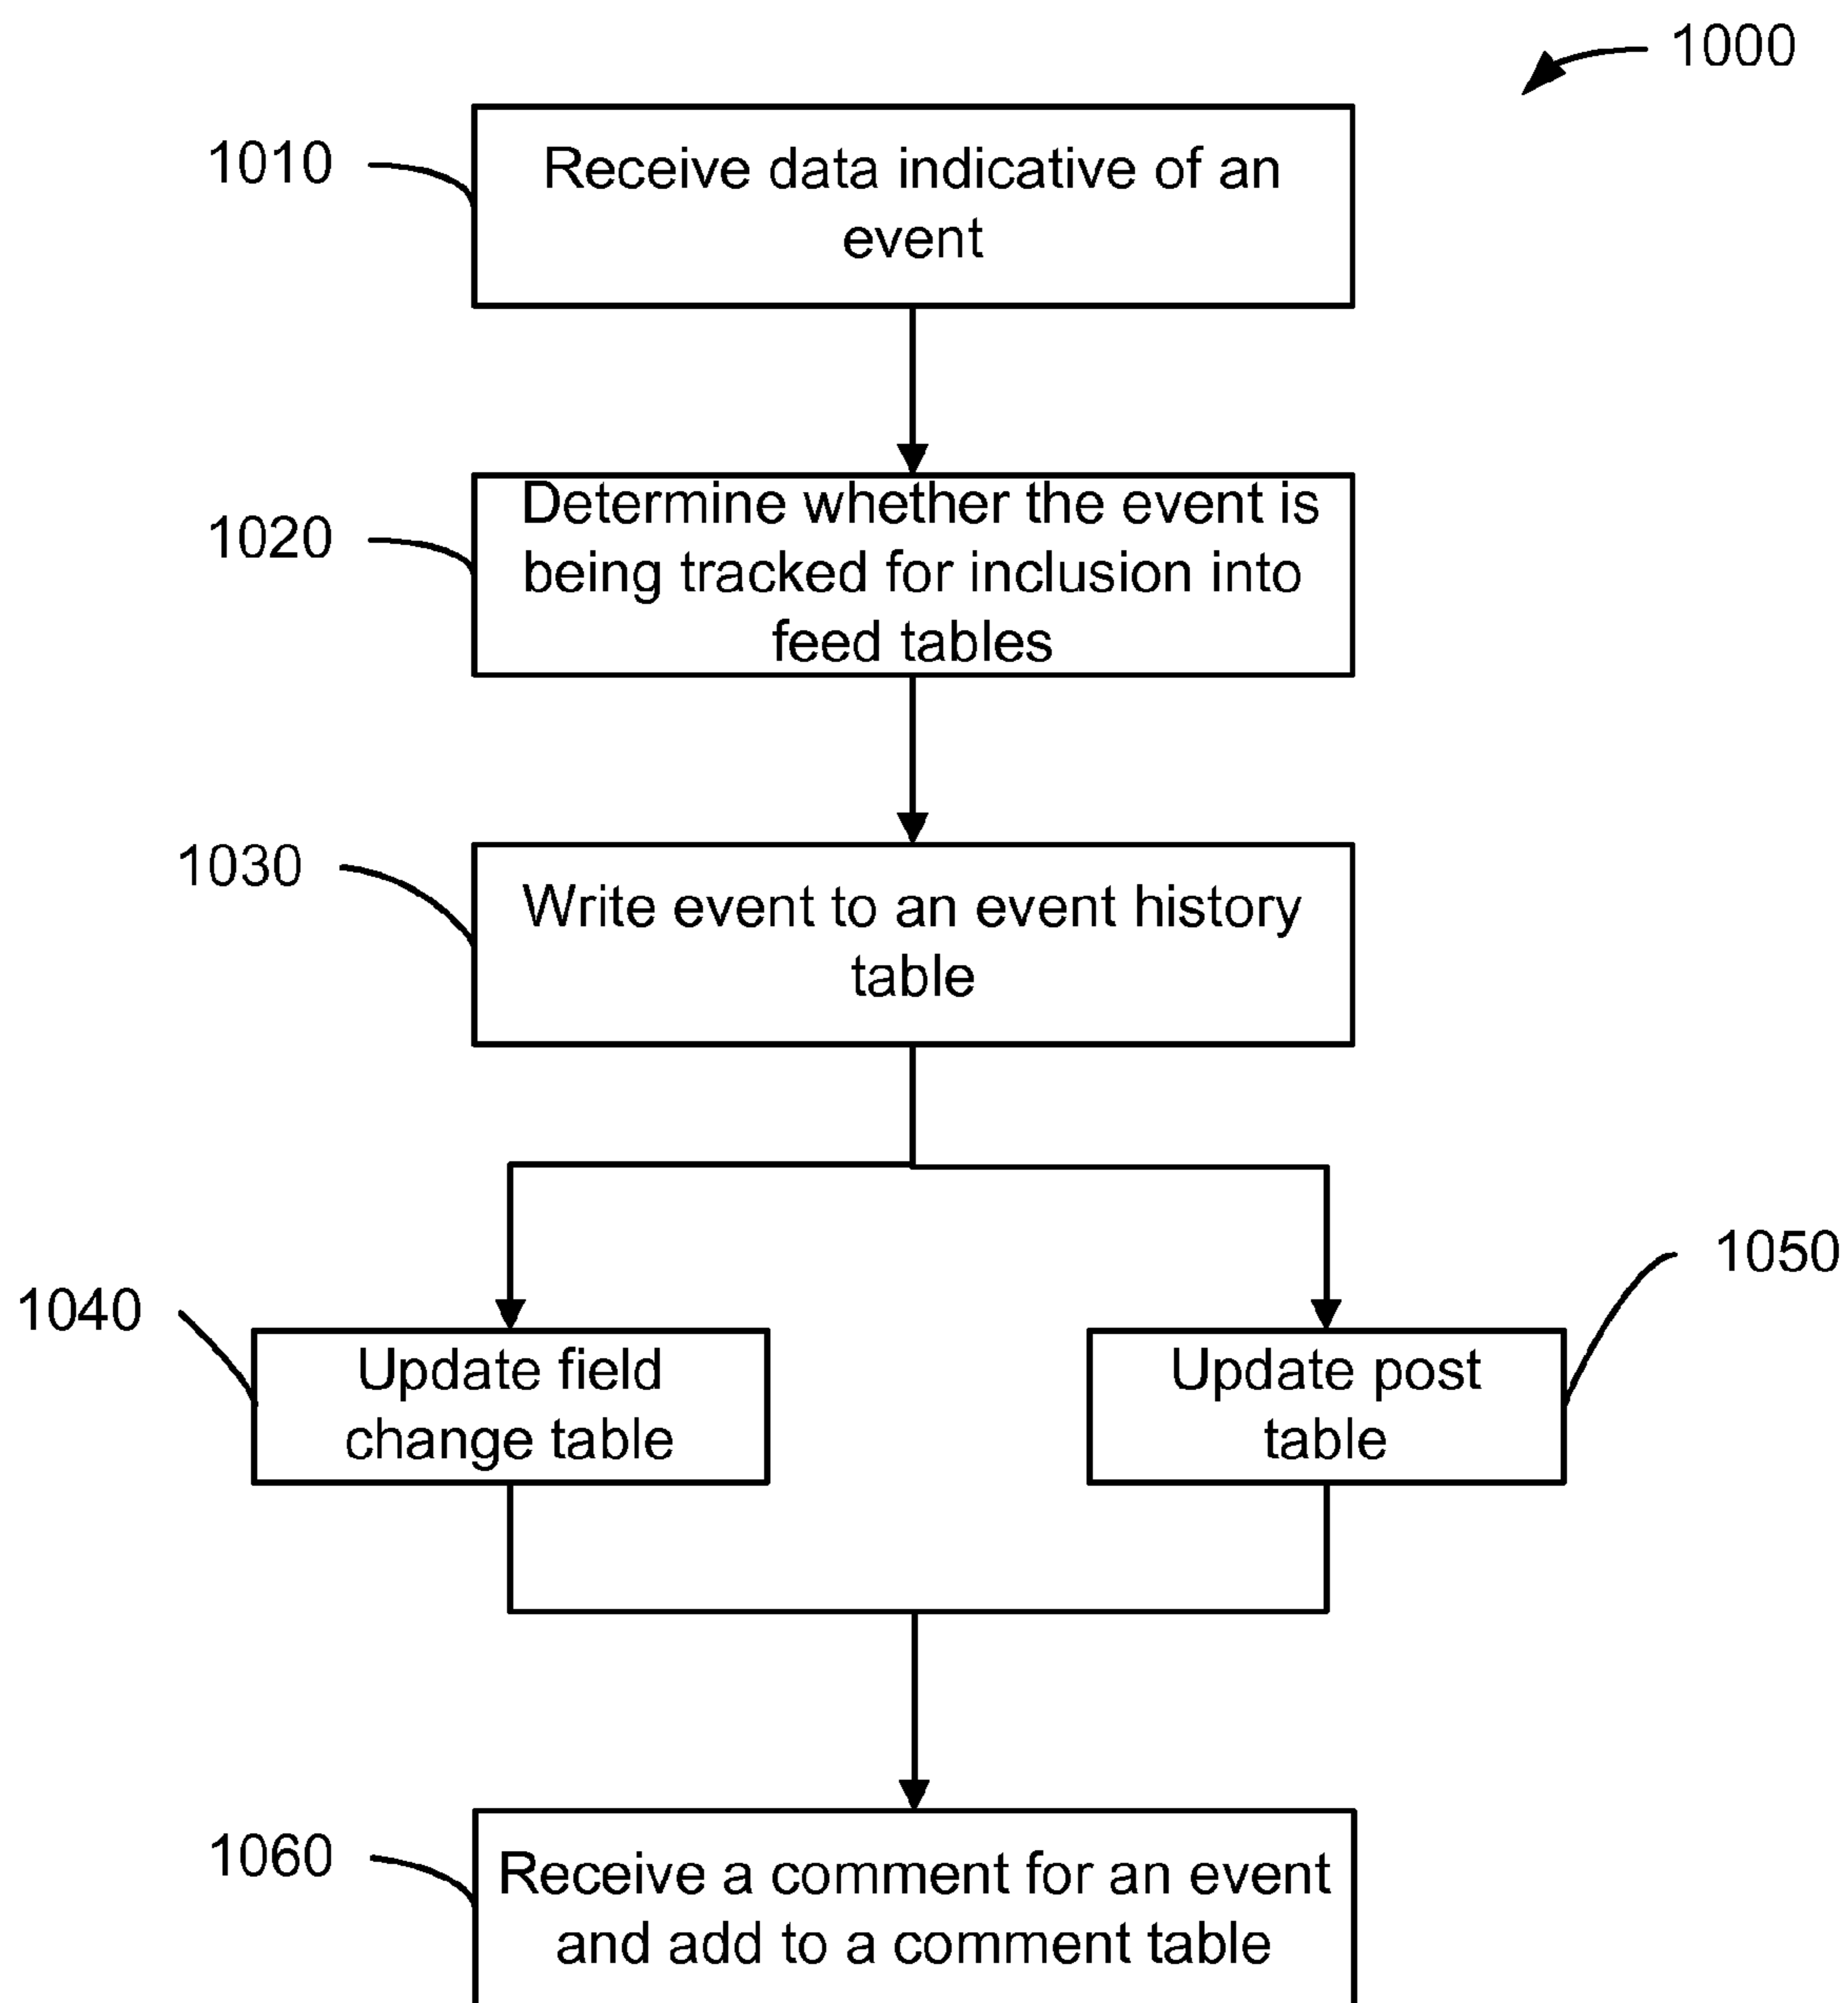 1000
1010
Receive data indicative of an
event
1020
Determine whether the event is
being tracked for inclusion into
feed tables
1030
Write event to an event history
table
1040
Update field
change table
1050
Update post
table
1060
Receive a comment for an event
and add to a comment table